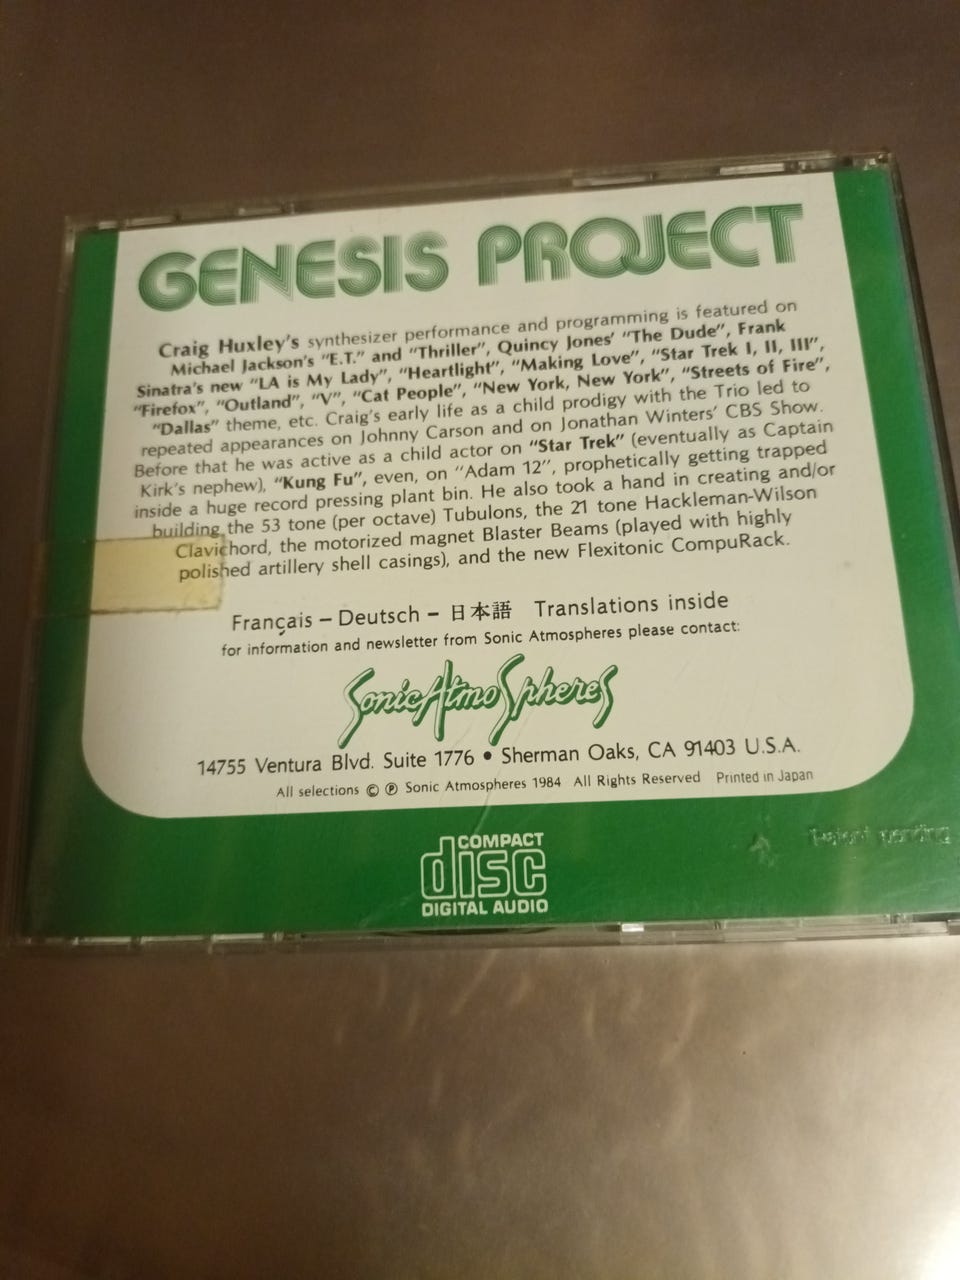 GENESIS PROJECT
Craig Huxley's synthesizer performance and programming is featured on
Michael Jackson's "E.T." and "Thriller", Quincy Jones' "The Dude", Frank
Sinatra's new "LA is My Lady", "Heartlight", "Making Love", "Star Trek I, II, III",
"Firefox", "Outland", "V", "Cat People", "New York, New York", "Streets of Fire",
"Dallas" theme, etc. Craig's early life as a child prodigy with the Trio led to
repeated appearances on Johnny Carson and on Jonathan Winters' CBS Show.
Before that he was active as a child actor on "Star Trek" (eventually as Captain
Kirk's nephew), "Kung Fu", even, on "Adam 12", prophetically getting trapped
inside a huge record pressing plant bin. He also took a hand in creating and/or
building the 53 tone (per octave) Tubulons, the 21 tone Hackleman-Wilson
Clavichord, the motorized magnet Blaster Beams (played with highly
polished artillery shell casings), and the new Flexitonic CompuRack.
Français – Deutsch – 日本語 Translations inside
for information and newsletter from Sonic Atmospheres please contact:
Sonic AtmoSphereS
14755 Ventura Blvd. Suite 1776 • Sherman Oaks, CA 91403 U.S.A.
All selections © ℗ Sonic Atmospheres 1984 All Rights Reserved Printed in Japan
Patent pending
COMPACT
disc
DIGITAL AUDIO